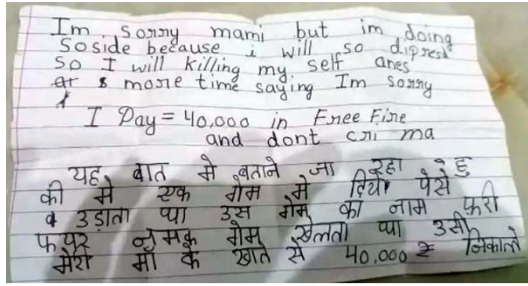 Im sorry mami but im doing
Soside because i will so dipresd
So I will killing my self anes
more time saying Im sorry
I Pay = 40,000 in Free Fire
and dont cri ma
यह बात मे बताने जा रहा हु
की मे एक गेम मे दियो पेसे
उड़ाता था उस गेम का नाम फ़री
फ़यर नमक गेम खेलता था उसी
मेरी माँ के खाते से 40,000 ₹ निकाले